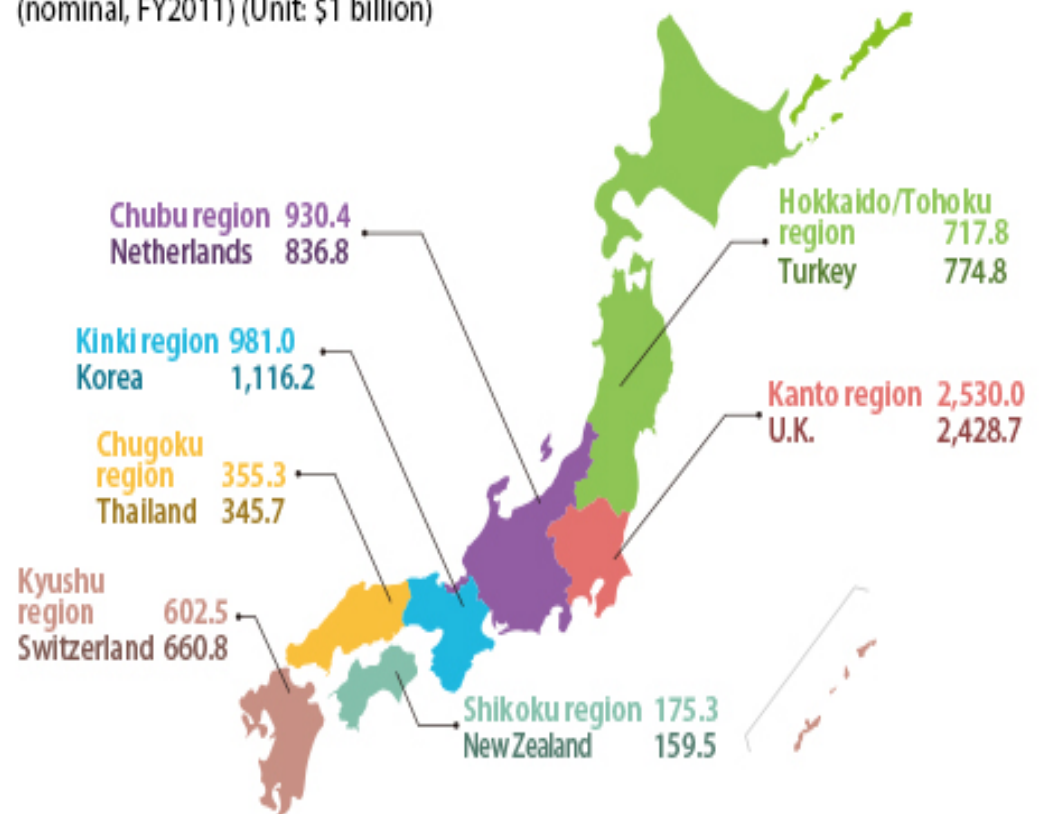 (nominal, FY2011) (Unit: $1 billion)
Chubu region 930.4
Netherlands 836.8
Hokkaido/Tohoku
region 717.8
Turkey 774.8
Kinki region 981.0
Korea 1,116.2
Kanto region 2,530.0
U.K. 2,428.7
Chugoku
region 355.3
Thailand 345.7
Kyushu
region 602.5
Switzerland 660.8
Shikoku region 175.3
New Zealand 159.5